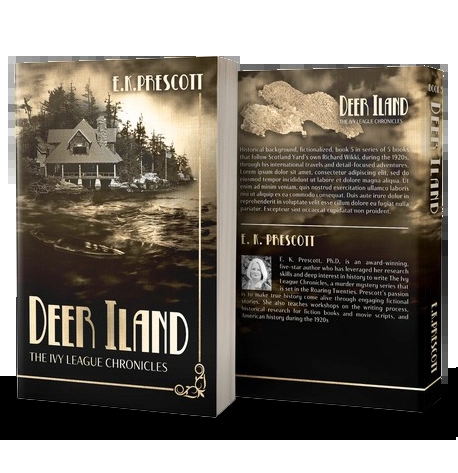 E.K. PRESCOTT
DEER ILAND
THE IVY LEAGUE CHRONICLES
DEER ILAND
THE IVY LEAGUE CHRONICLES
Historical background, fictionalized, book 5 in series of 5 books
that follow Scotland Yard's own Richard Wikki, during the 1920s,
through his international travels and detail-focused adventures.
Lorem ipsum dolor sit amet, consectetur adipiscing elit, sed do
eiusmod tempor incididunt ut labore et dolore magna aliqua. Ut
enim ad minim veniam, quis nostrud exercitation ullamco laboris
nisi ut aliquip ex ea commodo consequat. Duis aute irure dolor in
reprehenderit in voluptate velit esse cillum dolore eu fugiat nulla
pariatur. Excepteur sint occaecat cupidatat non proident.
E. K. PRESCOTT
E. K. Prescott, Ph.D, is an award-winning,
five-star author who has leveraged her research
skills and deep interest in history to write The Ivy
League Chronicles, a murder mystery series that
is set in the Roaring Twenties. Prescott's passion
is to make true history come alive through engaging fictional
stories. She also teaches workshops on the writing process,
historical research for fiction books and movie scripts, and
American history during the 1920s
BOOK 5
DEER ILAND
E.K.PRESCOTT